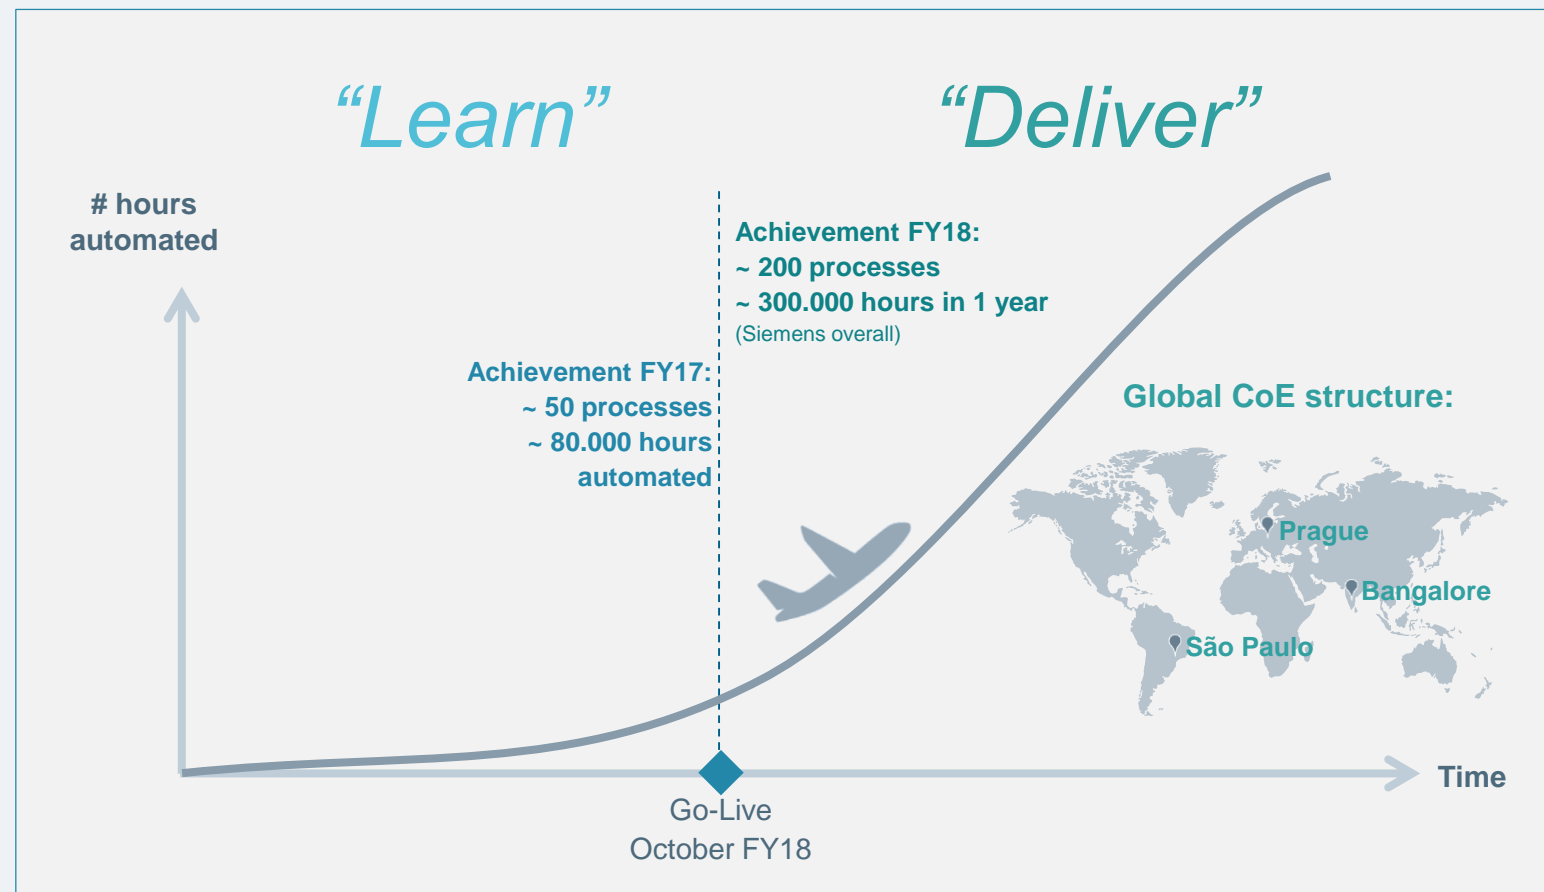 “Learn”
“Deliver”
# hours
automated
Achievement FY18:
~ 200 processes
~ 300.000 hours in 1 year
(Siemens overall)
Achievement FY17:
~ 50 processes
~ 80.000 hours
automated
Global CoE structure:
Prague
Bangalore
São Paulo
Time
Go-Live
October FY18